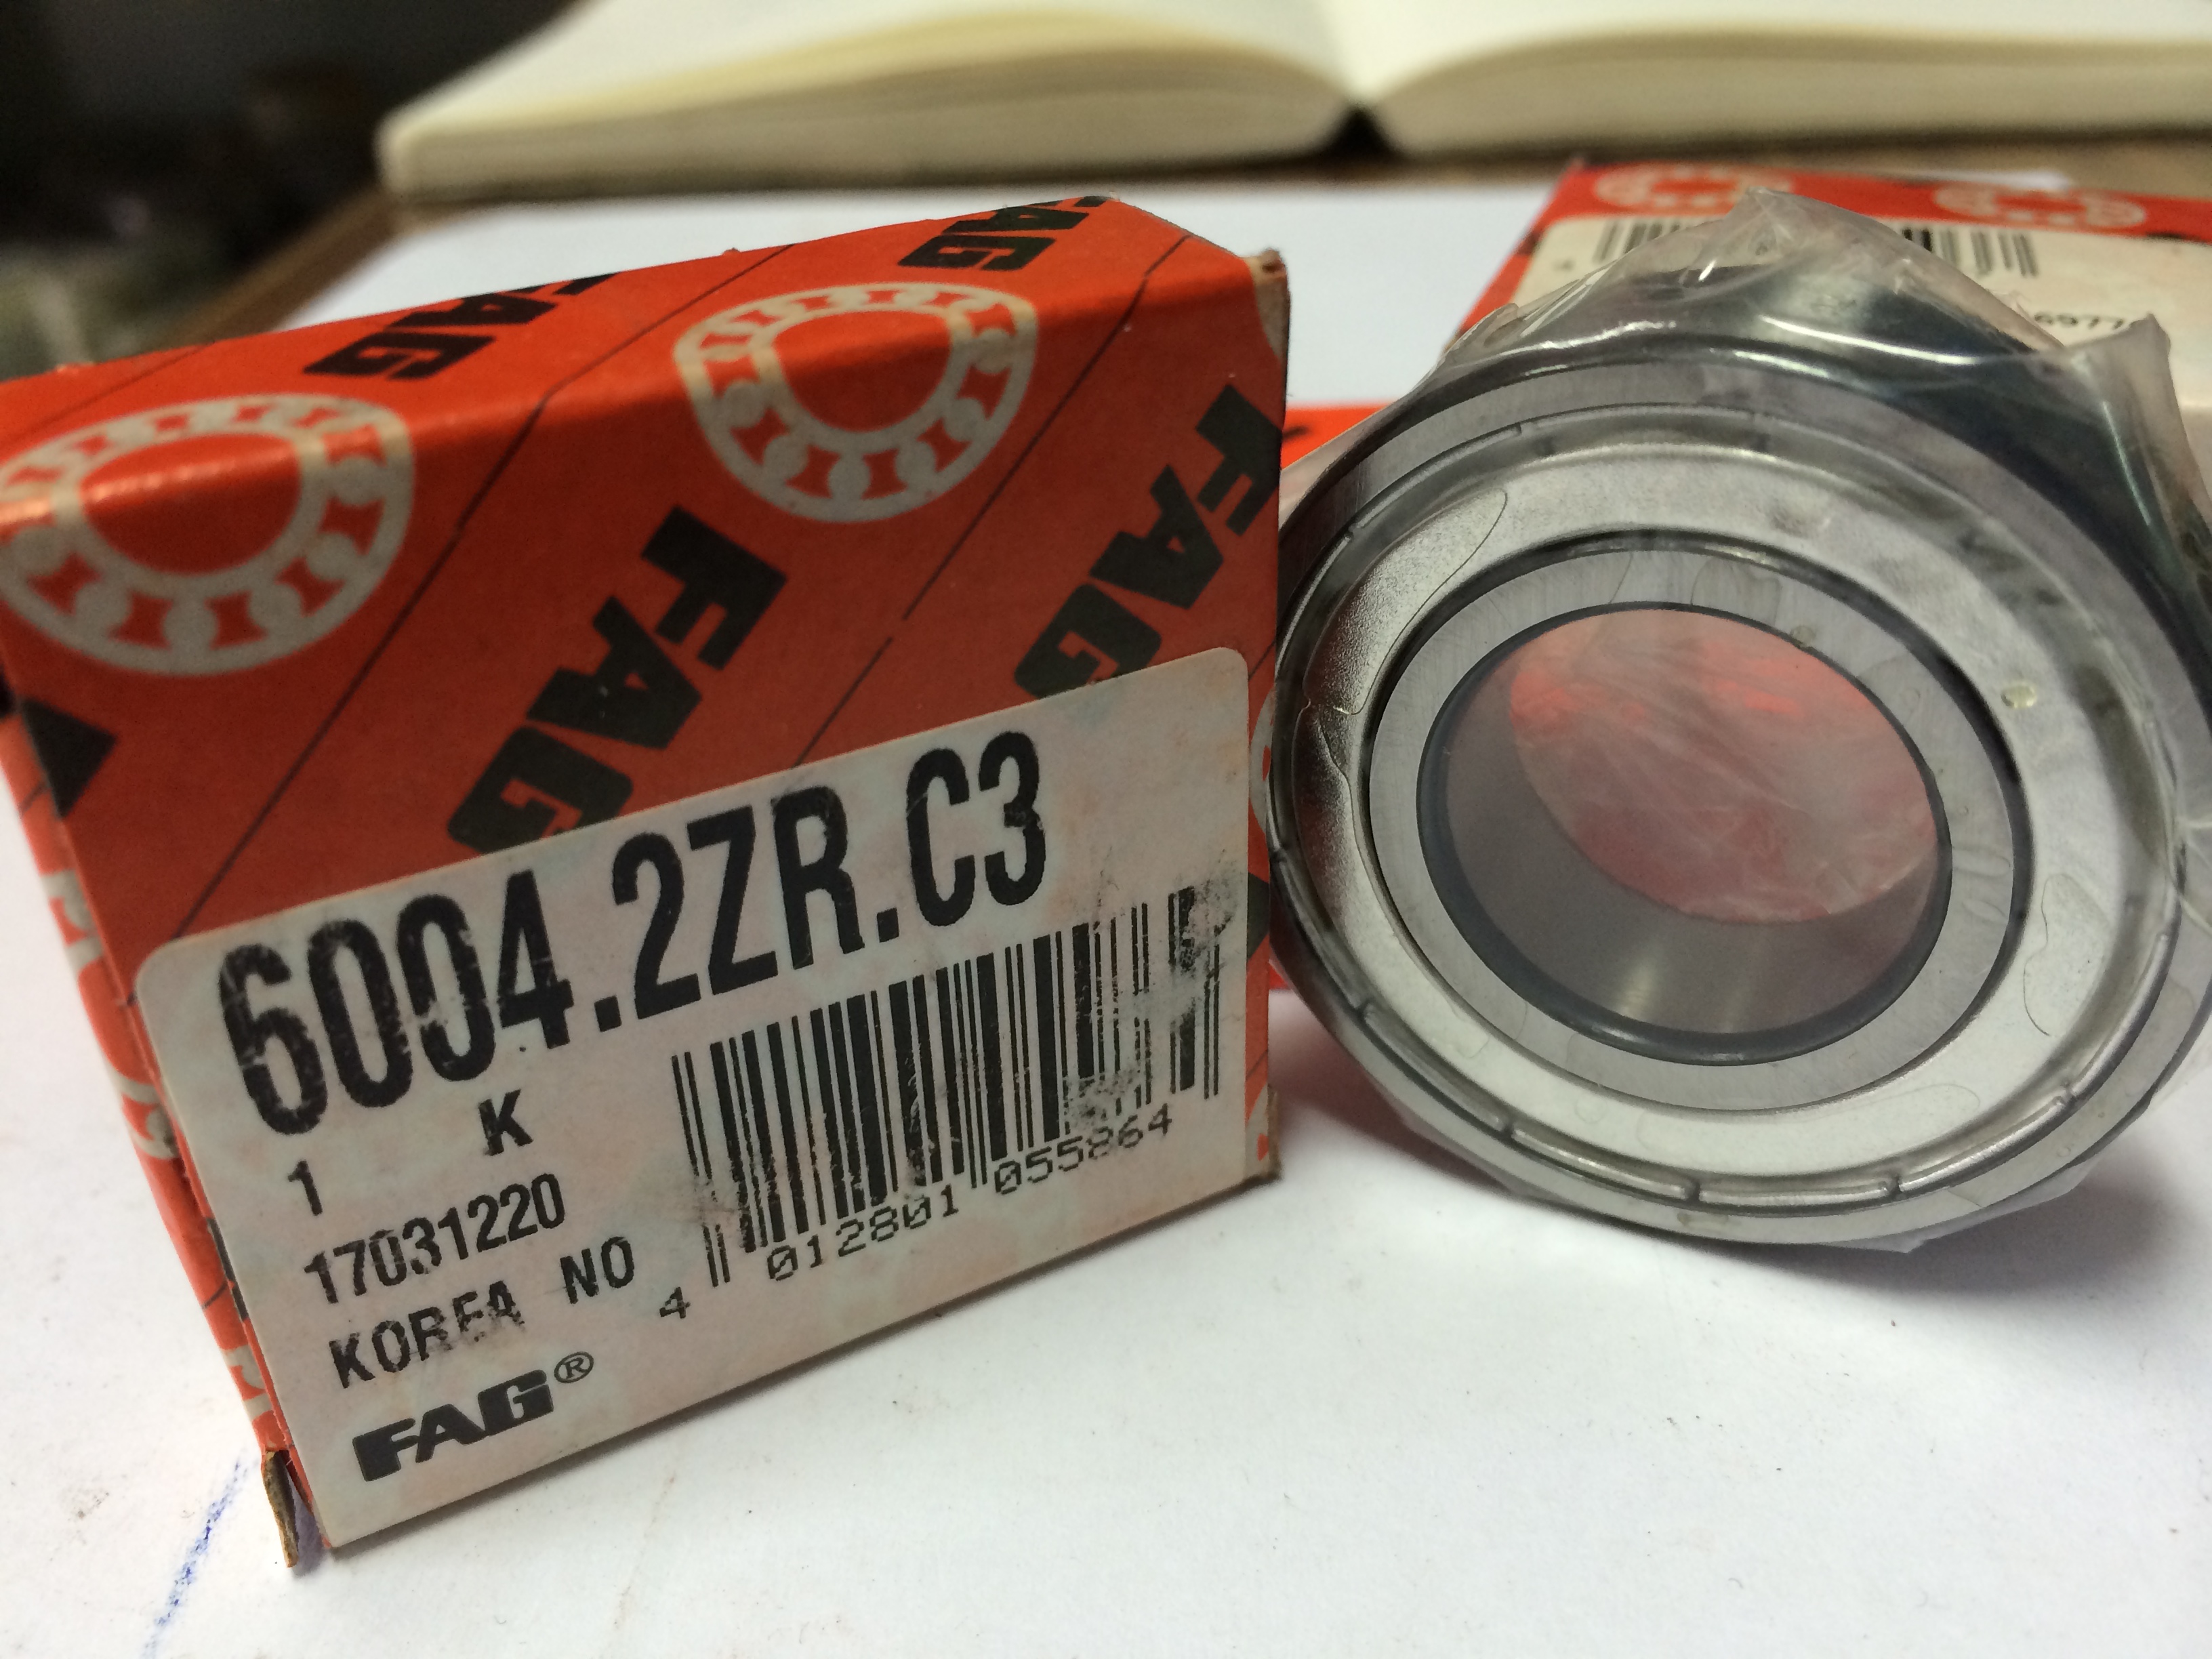 FAG
FAG
FAG
FAG
6004.2ZR.C3
1 K
17031220
KOREA NO
4 012801 055864
FAG®